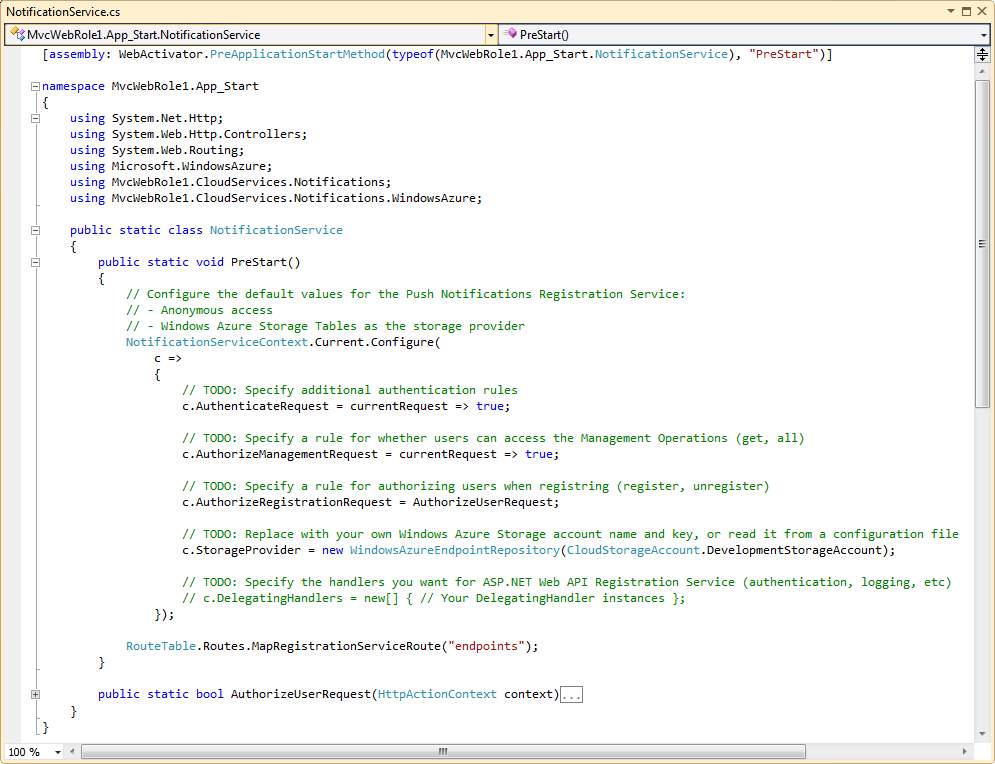 NotificationService.cs
MvcWebRole1.App_Start.NotificationService PreStart()
[assembly: WebActivator.PreApplicationStartMethod(typeof(MvcWebRole1.App_Start.NotificationService), "PreStart")]
namespace MvcWebRole1.App_Start
{
using System.Net.Http;
using System.Web.Http.Controllers;
using System.Web.Routing;
using Microsoft.WindowsAzure;
using MvcWebRole1.CloudServices.Notifications;
using MvcWebRole1.CloudServices.Notifications.WindowsAzure;
public static class NotificationService
{
public static void PreStart()
{
// Configure the default values for the Push Notifications Registration Service:
// - Anonymous access
// - Windows Azure Storage Tables as the storage provider
NotificationServiceContext.Current.Configure(
c =>
{
// TODO: Specify additional authentication rules
c.AuthenticateRequest = currentRequest => true;
// TODO: Specify a rule for whether users can access the Management Operations (get, all)
c.AuthorizeManagementRequest = currentRequest => true;
// TODO: Specify a rule for authorizing users when registring (register, unregister)
c.AuthorizeRegistrationRequest = AuthorizeUserRequest;
// TODO: Replace with your own Windows Azure Storage account name and key, or read it from a configuration file
c.StorageProvider = new WindowsAzureEndpointRepository(CloudStorageAccount.DevelopmentStorageAccount);
// TODO: Specify the handlers you want for ASP.NET Web API Registration Service (authentication, logging, etc)
// c.DelegatingHandlers = new[] { // Your DelegatingHandler instances };
});
RouteTable.Routes.MapRegistrationServiceRoute("endpoints");
}
public static bool AuthorizeUserRequest(HttpActionContext context)...
}
}
100 %